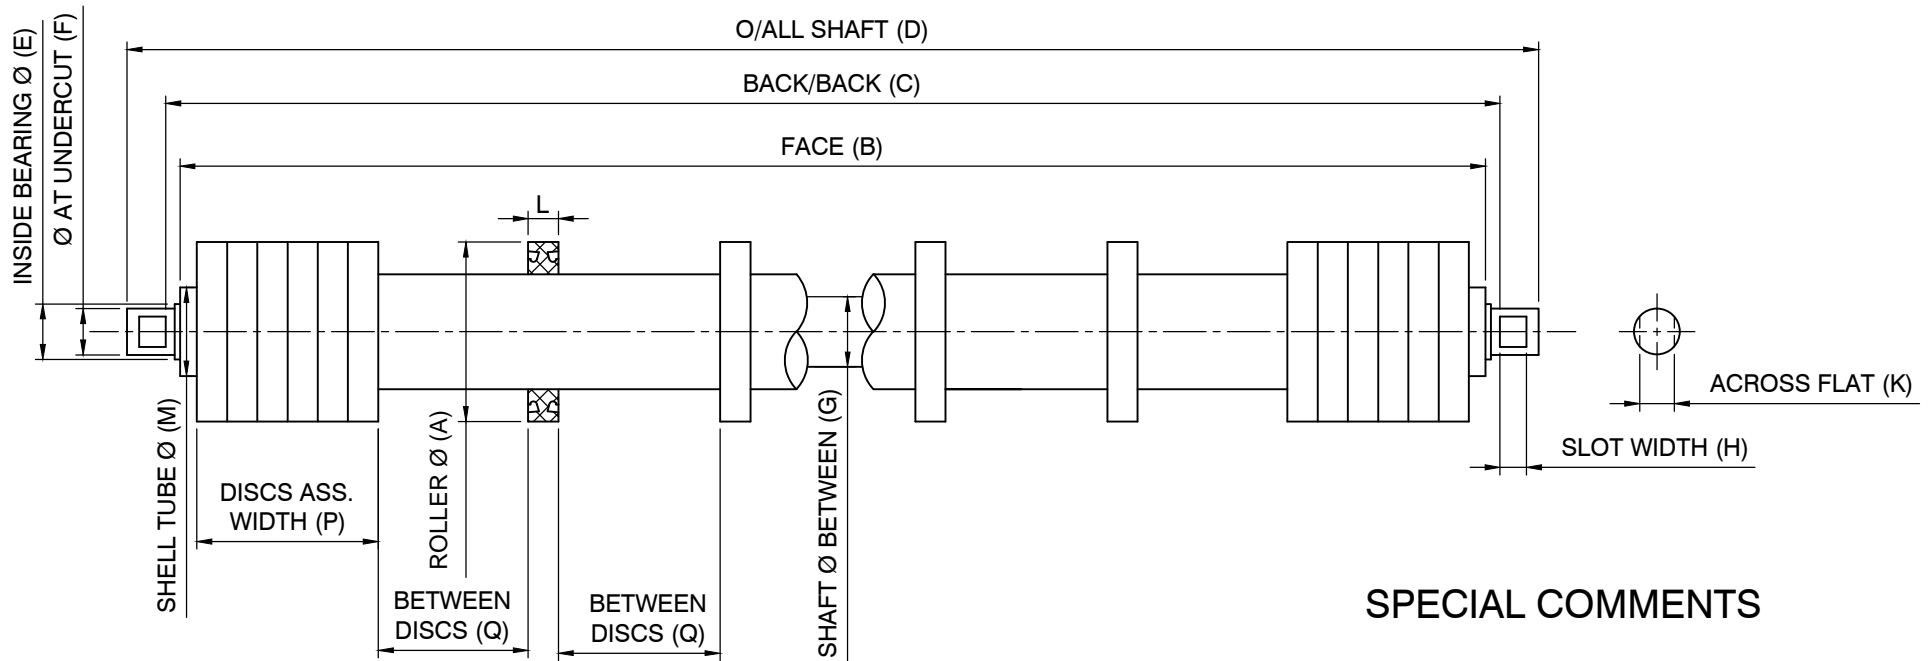 O/ALL SHAFT (D)
BACK/BACK (C)
FACE (B)
INSIDE BEARING Ø (E)
Ø AT UNDERCUT (F)
L
ACROSS FLAT (K)
SLOT WIDTH (H)
SHELL TUBE Ø (M)
DISCS ASS.
WIDTH (P)
ROLLER Ø (A)
BETWEEN
DISCS (Q)
BETWEEN
DISCS (Q)
SHAFT Ø BETWEEN (G)
SPECIAL COMMENTS